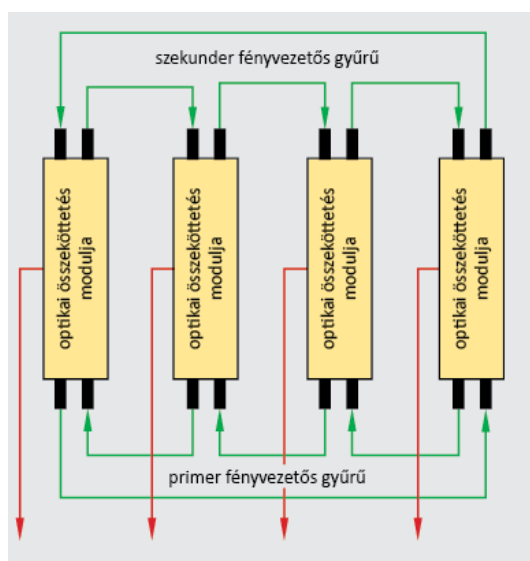 szekunder fényvezetős gyűrű
optikai összeköttetés
modulja
optikai összeköttetés
modulja
optikai összeköttetés
modulja
optikai összeköttetés
modulja
primer fényvezetős gyűrű